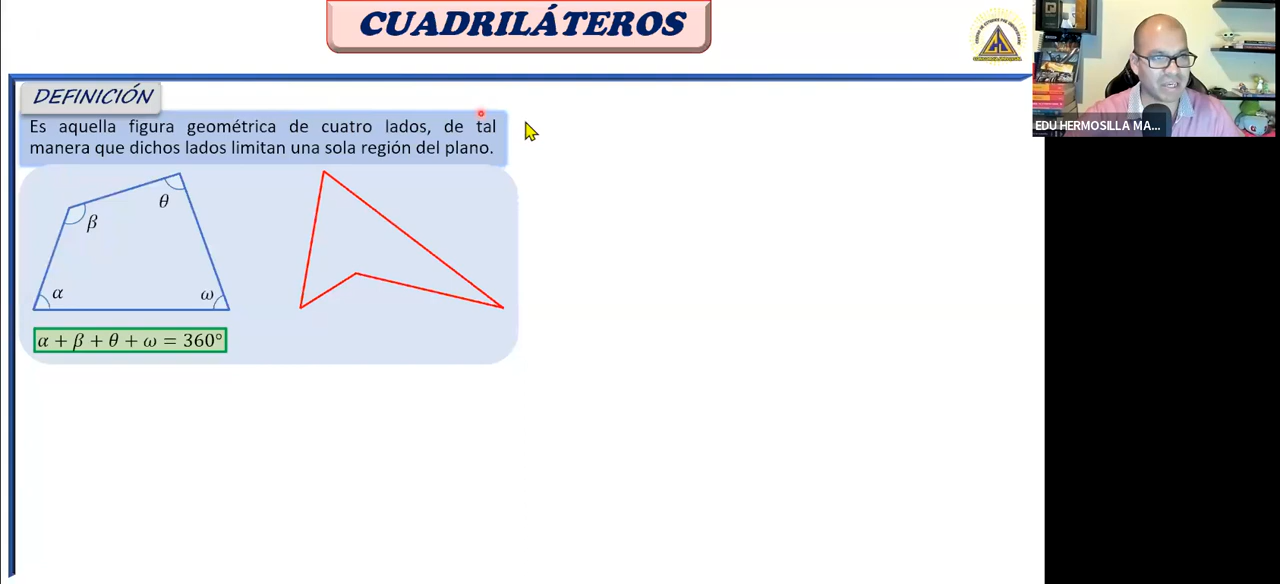 CUADRILÁTEROS
DEFINICIÓN
Es aquella figura geométrica de cuatro lados, de tal
manera que dichos lados limitan una sola región del plano.
θ
β
α
ω
α + β + θ + ω = 360°
EDU HERMOSILLA MA...